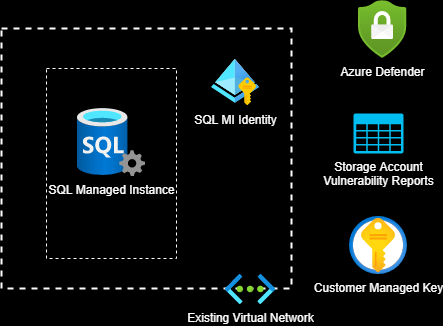 Azure Defender
SQL MI Identity
SQL
SQL Managed Instance
Storage Account
Vulnerability Reports
Customer Managed Key
Existing Virtual Network